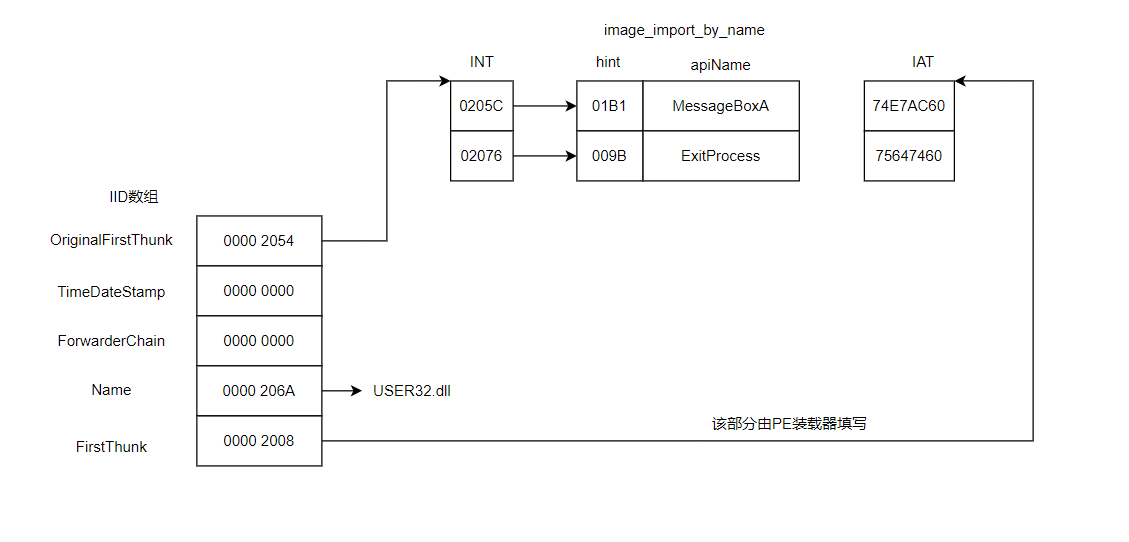 image_import_by_name
INT
hint
apiName
IAT
0205C
01B1
MessageBoxA
74E7AC60
02076
009B
ExitProcess
75647460
IID数组
OriginalFirstThunk
0000 2054
TimeDateStamp
0000 0000
ForwarderChain
0000 0000
Name
0000 206A
USER32.dll
该部分由PE装载器填写
FirstThunk
0000 2008